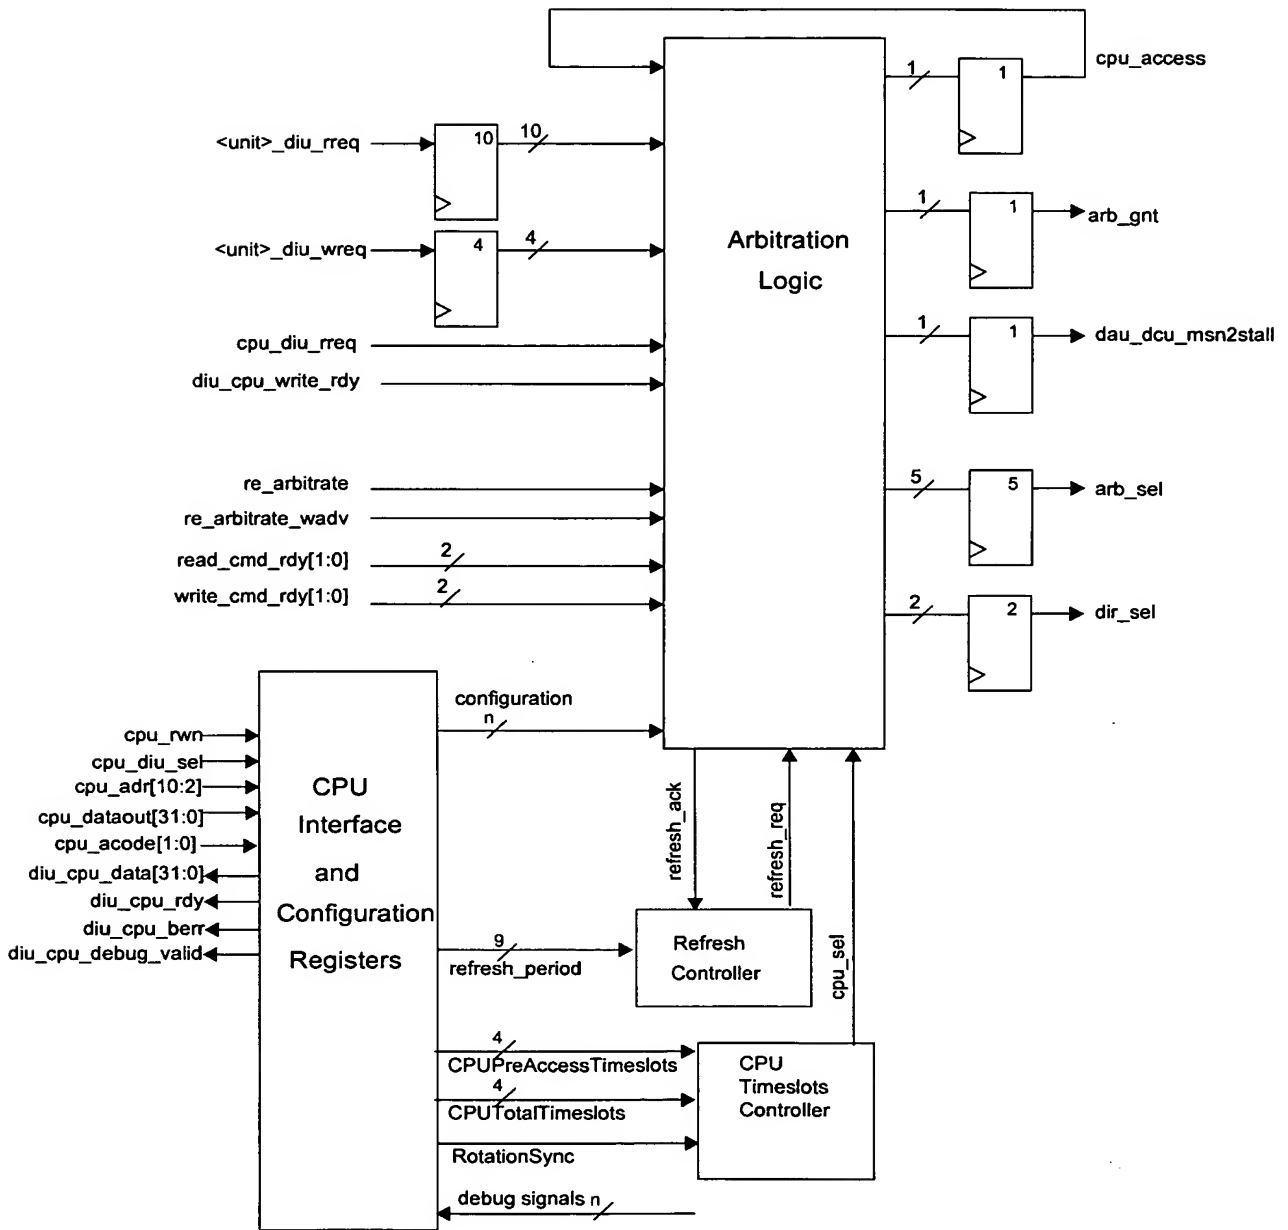 cpu_access
1
1
<unit>_diu_rreq
10
10
<unit>_diu_wreq
4
4
Arbitration
Logic
1
1
arb_gnt
1
1
dau_dcu_msn2stall
cpu_diu_rreq
diu_cpu_write_rdy
re_arbitrate
re_arbitrate_wadv
read_cmd_rdy[1:0]
2
write_cmd_rdy[1:0]
2
5
5
arb_sel
2
2
dir_sel
configuration
n
cpu_rwn
cpu_diu_sel
cpu_adr[10:2]
cpu_dataout[31:0]
cpu_acode[1:0]
diu_cpu_data[31:0]
diu_cpu_rdy
diu_cpu_berr
diu_cpu_debug_valid
CPU
Interface
and
Configuration
Registers
refresh_ack
refresh_req
cpu_sel
9
refresh_period
Refresh
Controller
4
CPUPreAccessTimeslots
4
CPUTotalTimeslots
RotationSync
CPU
Timeslots
Controller
debug signals n